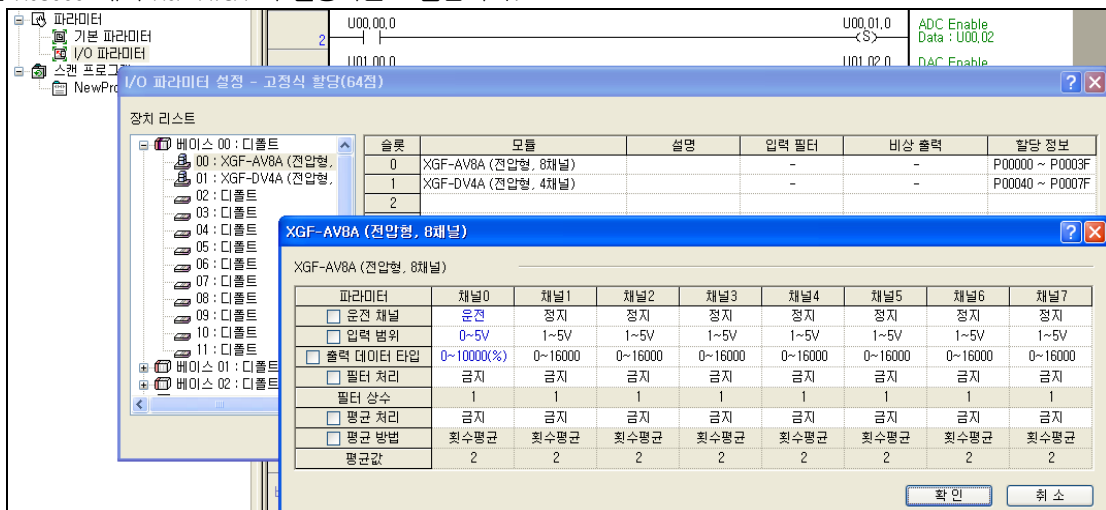 파라미터
기본 파라미터
I/O 파라미터
스캔 프로그
NewPro
2
U00.00.0
U00.01.0
(S)
ADC Enable
Data : U00.02
U01.00.0
U01.02.0
DAC Enable
I/O 파라미터 설정 - 고정식 할당(64점)
장치 리스트
베이스 00 : 디폴트
00 : XGF-AV8A (전압형,
01 : XGF-DV4A (전압형,
02 : 디폴트
03 : 디폴트
04 : 디폴트
05 : 디폴트
06 : 디폴트
07 : 디폴트
08 : 디폴트
09 : 디폴트
10 : 디폴트
11 : 디폴트
베이스 01 : 디폴트
베이스 02 : 디폴트
슬롯 모듈 설명 입력 필터 비상 출력 할당 정보
0 XGF-AV8A (전압형, 8채널) - - P00000 ~ P0003F
1 XGF-DV4A (전압형, 4채널) - - P00040 ~ P0007F
2
XGF-AV8A (전압형, 8채널)
XGF-AV8A (전압형, 8채널)
파라미터 채널0 채널1 채널2 채널3 채널4 채널5 채널6 채널7
운전 채널 운전 정지 정지 정지 정지 정지 정지 정지
입력 범위 0~5V 1~5V 1~5V 1~5V 1~5V 1~5V 1~5V 1~5V
출력 데이터 타입 0~10000(%) 0~16000 0~16000 0~16000 0~16000 0~16000 0~16000 0~16000
필터 처리 금지 금지 금지 금지 금지 금지 금지 금지
필터 상수 1 1 1 1 1 1 1 1
평균 처리 금지 금지 금지 금지 금지 금지 금지 금지
평균 방법 횟수평균 횟수평균 횟수평균 횟수평균 횟수평균 횟수평균 횟수평균 횟수평균
평균값 2 2 2 2 2 2 2 2
확 인 취 소